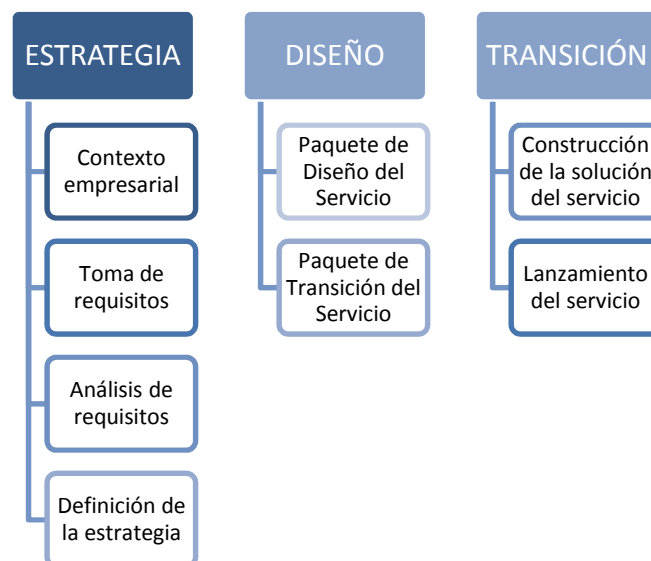 ESTRATEGIA
Contexto
empresarial
Toma de
requisitos
Análisis de
requisitos
Definición de
la estrategia
DISEÑO
Paquete de
Diseño del
Servicio
Paquete de
Transición del
Servicio
TRANSICIÓN
Construcción
de la solución
del servicio
Lanzamiento
del servicio